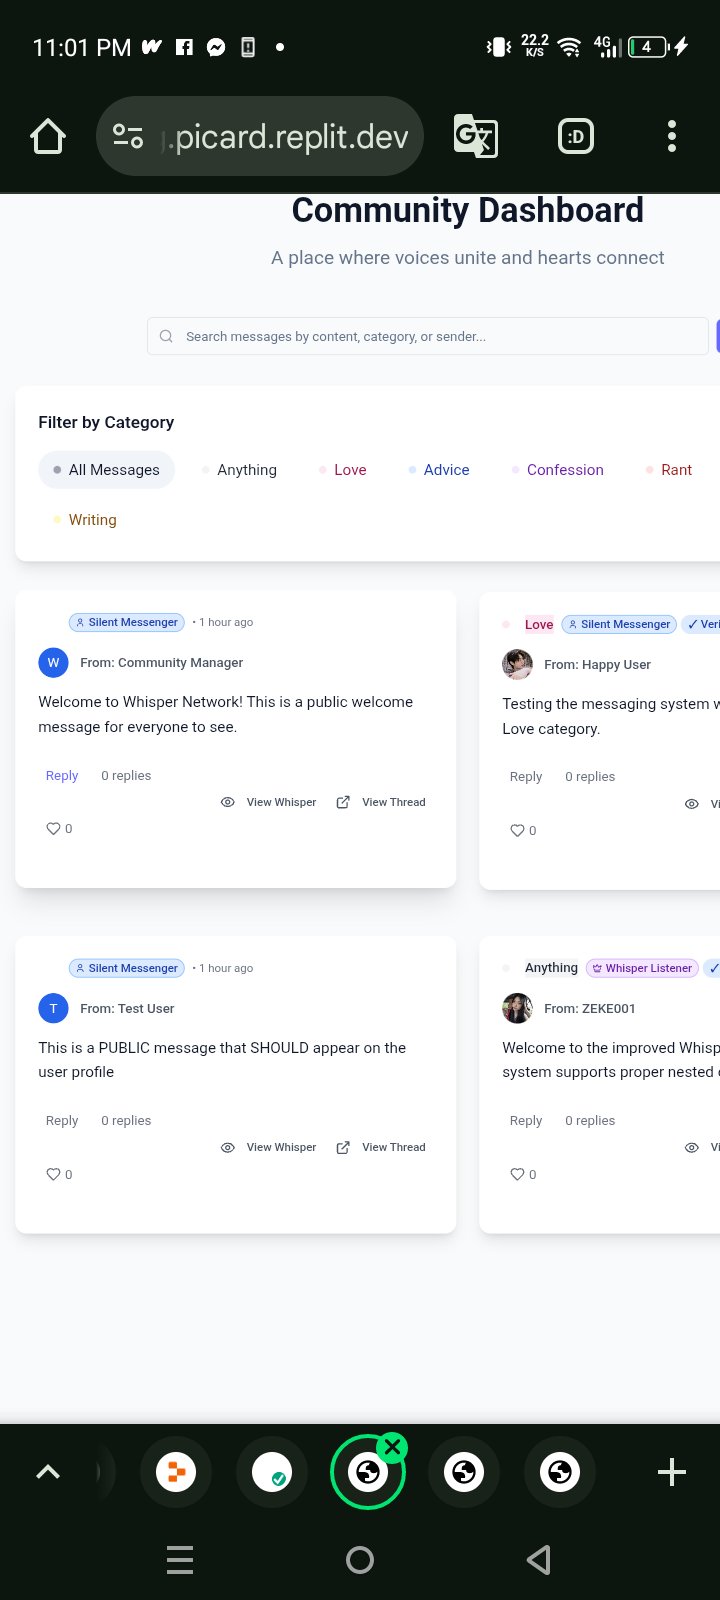 11:01 PM
22.2
K/S
4G
4
.picard.replit.dev
:D
Community Dashboard
A place where voices unite and hearts connect
Search messages by content, category, or sender...
Filter by Category
All Messages
Anything
Love
Advice
Confession
Rant
Writing
Silent Messenger
• 1 hour ago
W
From: Community Manager
Welcome to Whisper Network! This is a public welcome
message for everyone to see.
Reply
0 replies
View Whisper
View Thread
0
Love
Silent Messenger
✓ Veri
From: Happy User
Testing the messaging system w
Love category.
Reply
0 replies
Vi
0
Silent Messenger
• 1 hour ago
T
From: Test User
This is a PUBLIC message that SHOULD appear on the
user profile
Reply
0 replies
View Whisper
View Thread
0
Anything
Whisper Listener
✓
From: ZEKE001
Welcome to the improved Whisp
system supports proper nested
Reply
0 replies
Vi
0